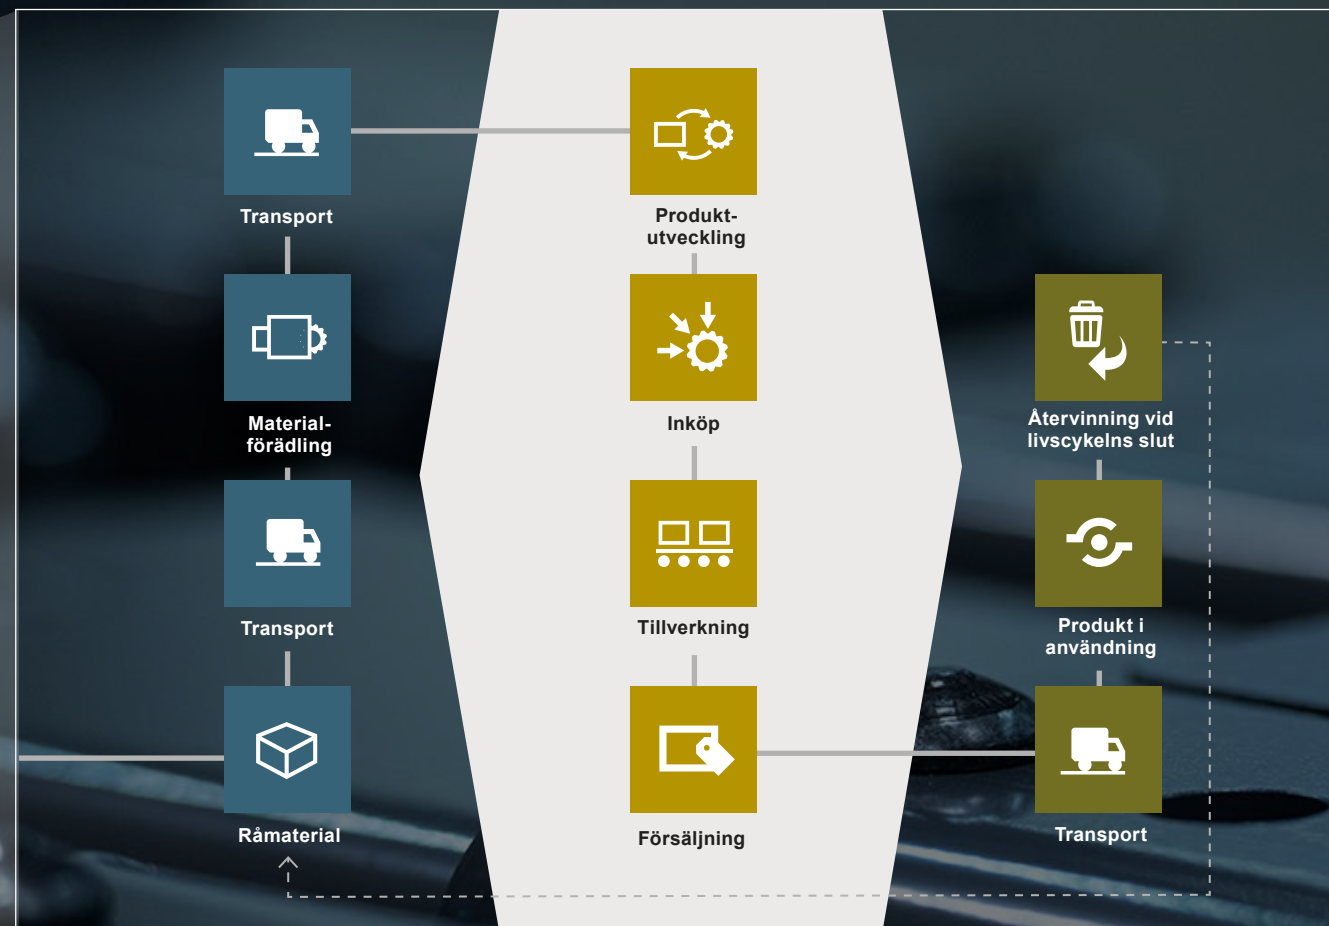 Transport
Material-
förädling
Transport
Råmaterial
Produkt-
utveckling
Inköp
Tillverkning
Försäljning
Återvinning vid
livscykelns slut
Produkt i
användning
Transport